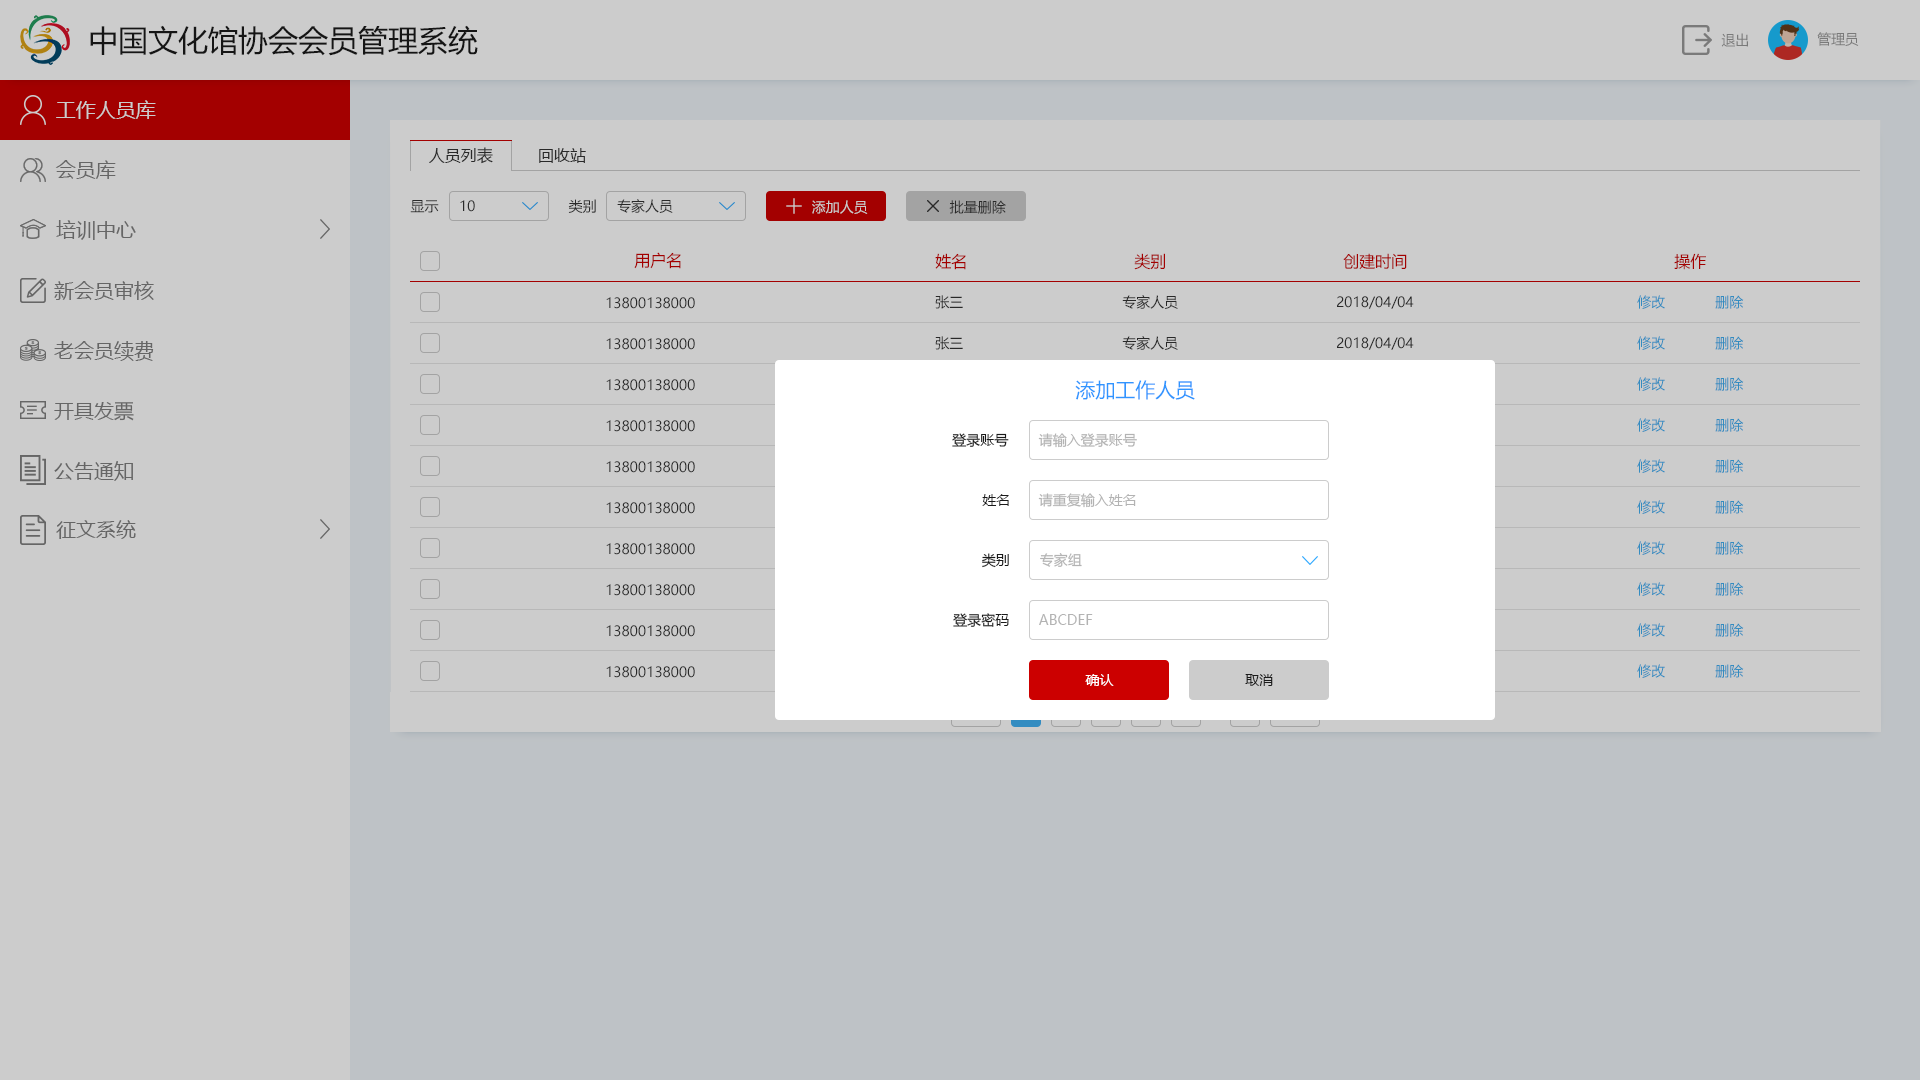 中国文化馆协会会员管理系统
退出
管理员
工作人员库
会员库
培训中心
新会员审核
老会员续费
开具发票
公告通知
征文系统
人员列表 回收站
显示 10 类别 专家人员 添加人员 批量删除
用户名 姓名 类别 创建时间 操作
13800138000 张三 专家人员 2018/04/04 修改 删除
13800138000 张三 专家人员 2018/04/04 修改 删除
13800138000 修改 删除
13800138000 修改 删除
13800138000 修改 删除
13800138000 修改 删除
13800138000 修改 删除
13800138000 修改 删除
13800138000 修改 删除
13800138000 修改 删除
添加工作人员
登录账号 请输入登录账号
姓名 请重复输入姓名
类别 专家组
登录密码 ABCDEF
确认 取消